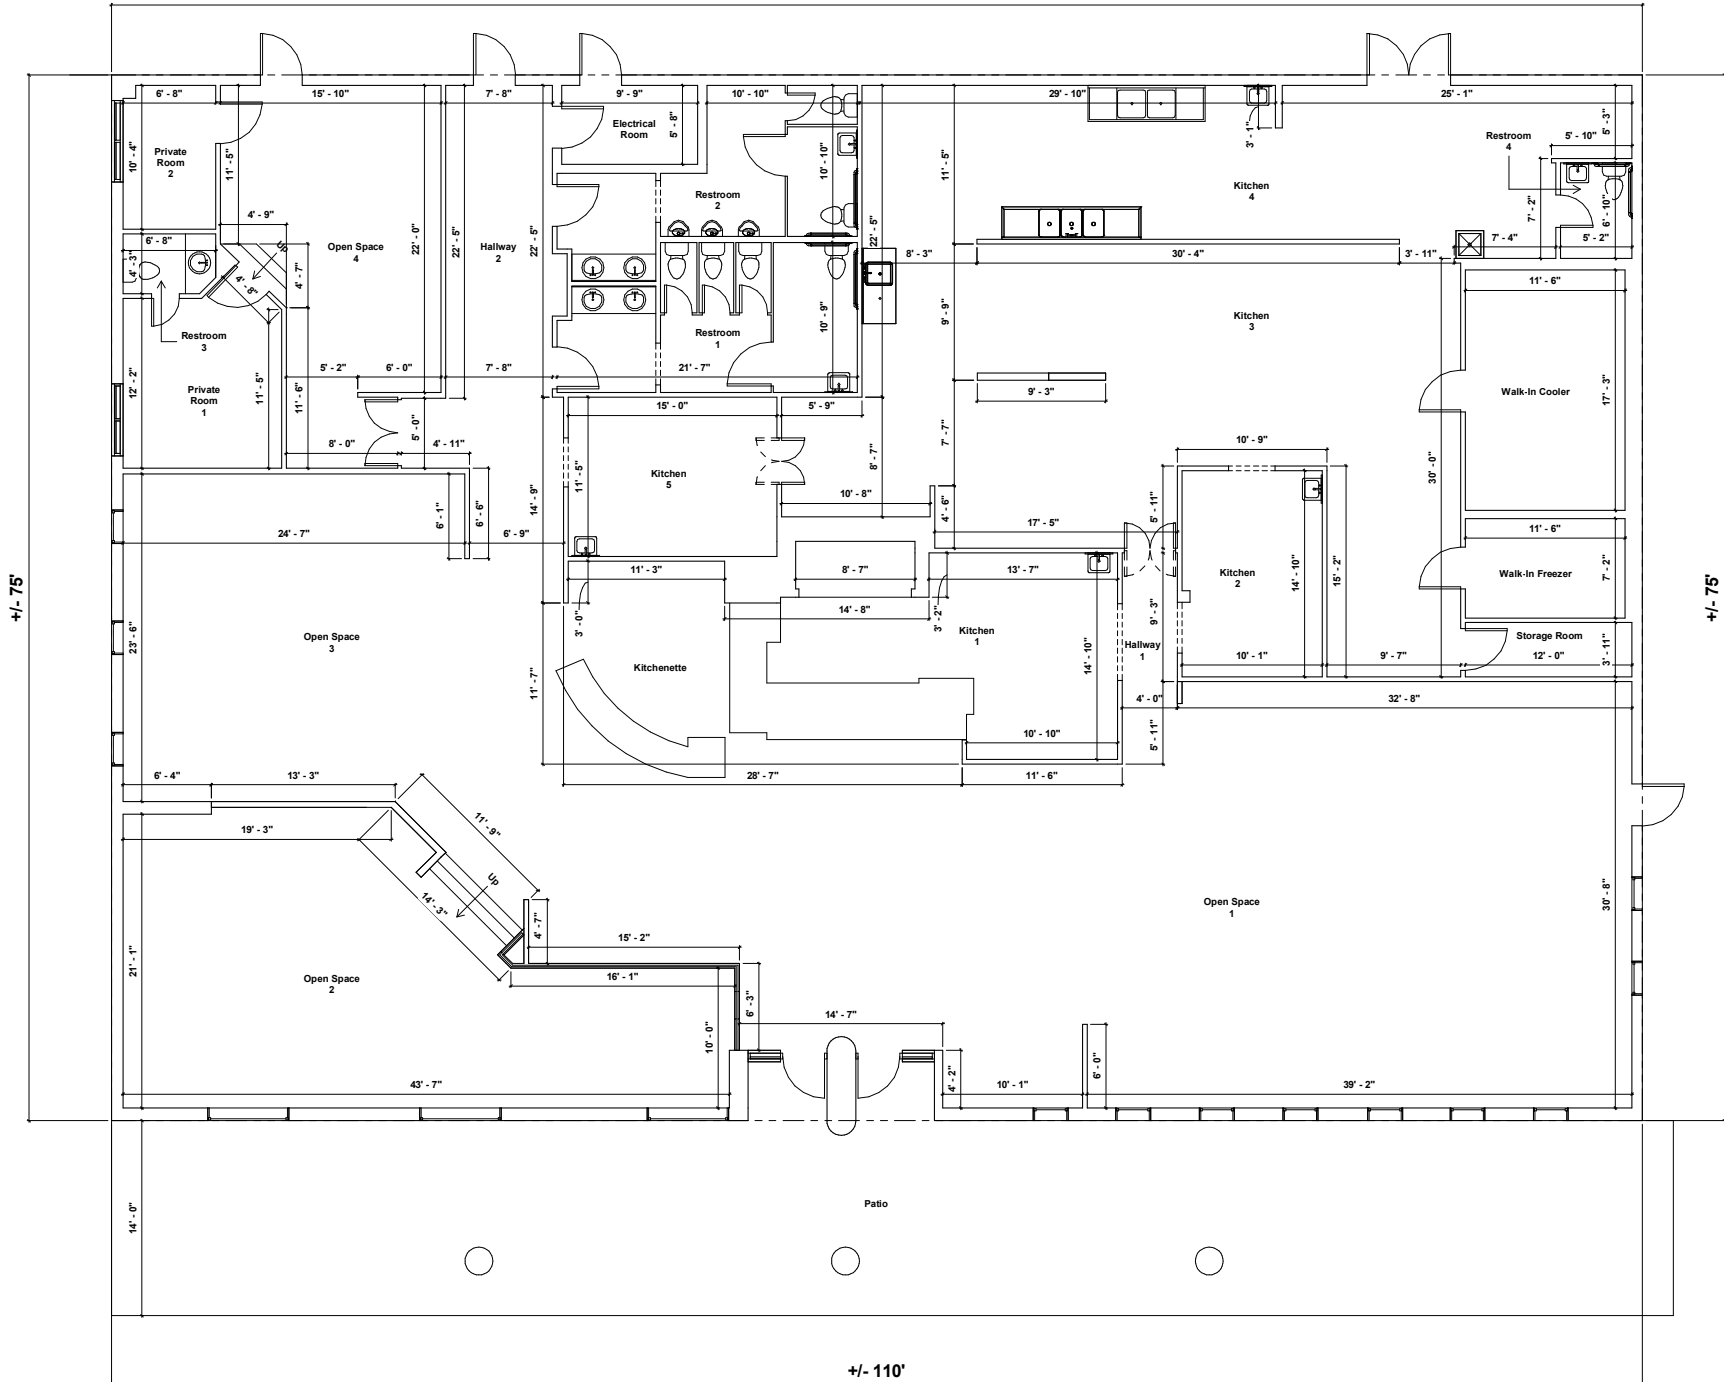 6' - 8"
15' - 10"
7' - 8"
9' - 9"
10' - 10"
29' - 10"
25' - 1"
Electrical
Room
5' - 8"
3' - 1"
5' - 3"
Restroom
4
5' - 10"
Private
Room
2
10' - 4"
11' - 5"
10' - 10"
11' - 5"
Kitchen
4
Restroom
2
7' - 2"
6' - 10"
4' - 9"
6' - 8"
Open Space
4
22' - 0"
22' - 5"
Hallway
2
22' - 5"
22' - 5"
Up
4' - 3"
4' - 7"
4' - 8"
8' - 3"
30' - 4"
3' - 11"
7' - 4"
5' - 2"
11' - 6"
Restroom
3
Restroom
1
10' - 9"
9' - 9"
Kitchen
3
5' - 2"
6' - 0"
7' - 8"
21' - 7"
12' - 2"
Private
Room
1
11' - 5"
11' - 6"
9' - 3"
Walk-In Cooler
17' - 3"
15' - 0"
5' - 9"
8' - 0"
5' - 0"
4' - 11"
10' - 9"
7' - 7"
8' - 7"
30' - 0"
Kitchen
5
11' - 5"
14' - 9"
10' - 8"
4' - 6"
17' - 5"
5' - 11"
24' - 7"
6' - 1"
6' - 6"
6' - 9"
11' - 6"
11' - 3"
8' - 7"
13' - 7"
Kitchen
2
14' - 10"
15' - 2"
Walk-In Freezer
7' - 2"
+/- 75'
+/- 75'
3' - 0"
14' - 8"
3' - 2"
Kitchen
1
9' - 3"
Hallway
1
Open Space
3
23' - 6"
Storage Room
3' - 11"
10' - 1"
9' - 7"
12' - 0"
Kitchenette
11' - 7"
14' - 10"
4' - 0"
32' - 8"
10' - 10"
5' - 11"
6' - 4"
13' - 3"
28' - 7"
11' - 6"
19' - 3"
11' - 9"
Up
14' - 3"
Open Space
1
30' - 8"
4' - 7"
15' - 2"
21' - 1"
Open Space
2
16' - 1"
6' - 3"
14' - 7"
10' - 0"
43' - 7"
4' - 2"
10' - 1"
6' - 0"
39' - 2"
14' - 0"
Patio
+/- 110'